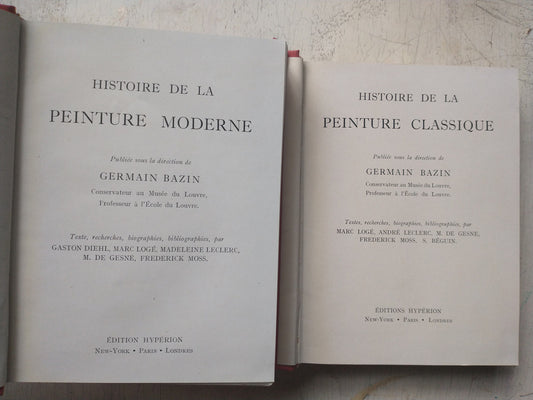 HISTOIRE DE LA
PEINTURE MODERNE
Publiée sous la direction de
GERMAIN BAZIN
Conservateur au Musée du Louvre,
Professeur à l'École du Louvre.
Texte, recherches, biographies, bibliographies, par
GASTON DIEHL, MARC LOGÉ, MADELEINE LECLERC,
M. DE GESNE, FREDERICK MOSS.
ÉDITION HYPÉRION
NEW-YORK • PARIS • LONDRES
HISTOIRE DE LA
PEINTURE CLASSIQUE
Publiée sous la direction de
GERMAIN BAZIN
Conservateur au Musée du Louvre,
Professeur à l'École du Louvre.
Textes, recherches, biographies, bibliographies, par
MARC LOGÉ, ANDRÉ LECLERC, M. DE GESNE,
FREDERICK MOSS, S. BÉGUIN.
ÉDITIONS HYPÉRION
NEW-YORK • PARIS • LONDRES